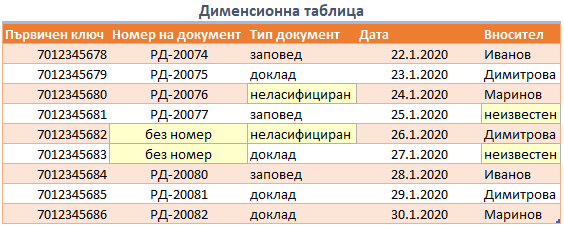 Дименсионна таблица
Първичен ключ Номер на документ Тип документ Дата Вносител
7012345678 РД-20074 заповед 22.1.2020 Иванов
7012345679 РД-20075 доклад 23.1.2020 Димитрова
7012345680 РД-20076 неласифициран 24.1.2020 Маринов
7012345681 РД-20077 заповед 25.1.2020 неизвестен
7012345682 без номер неласифициран 26.1.2020 Димитрова
7012345683 без номер доклад 27.1.2020 неизвестен
7012345684 РД-20080 заповед 28.1.2020 Иванов
7012345685 РД-20081 доклад 29.1.2020 Димитрова
7012345686 РД-20082 доклад 30.1.2020 Маринов